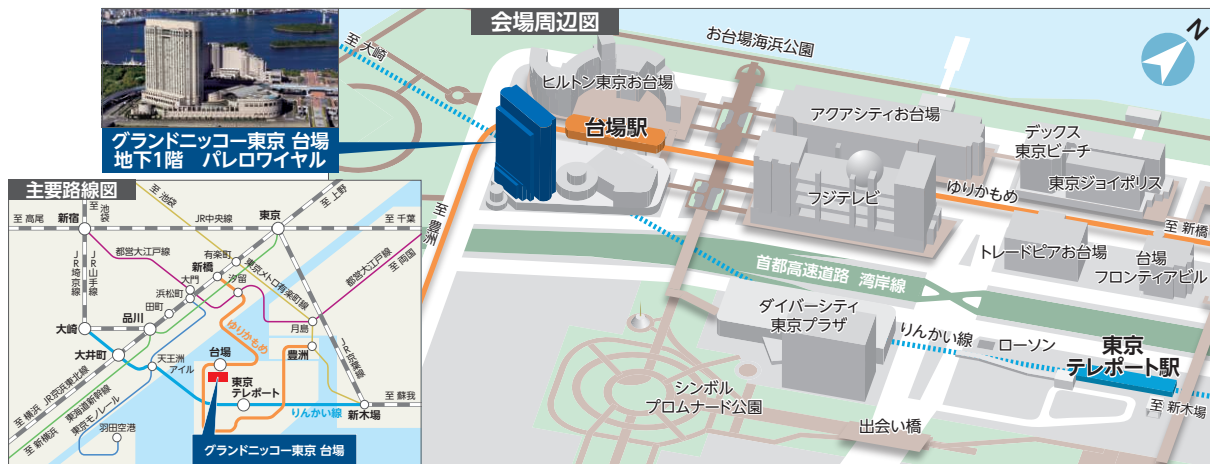 会場周辺図
N
至 大崎
お台場海浜公園
ヒルトン東京お台場
台場駅
アクアシティお台場
デックス
東京ビーチ
東京ジョイポリス
グランドニッコー東京 台場
地下1階 パレロワイヤル
フジテレビ
ゆりかもめ
至 新橋
至 豊洲
トレードピアお台場
台場
フロンティアビル
首都高速道路 湾岸線
ダイバーシティ
東京プラザ
りんかい線
ローソン
東京
テレポート駅
至 新木場
シンボル
プロムナード公園
出会い橋
主要路線図
至 池袋
至 池袋
至 上野
至 高尾
新宿
JR中央線
東京
至 千葉
都営大江戸線
有楽町
新橋
汐留
東京メトロ有楽町線
都営大江戸線
至 両国
JR埼京線
JR山手線
大門
浜松町
田町
品川
大崎
大井町
天王洲
アイル
ゆりかもめ
月島
豊洲
JR京葉線
台場
東京
テレポート
りんかい線
新木場
至 蘇我
至 横浜
JR京浜東北線
至 新横浜
東海道新幹線
東京モノレール
羽田空港
グランドニッコー東京 台場